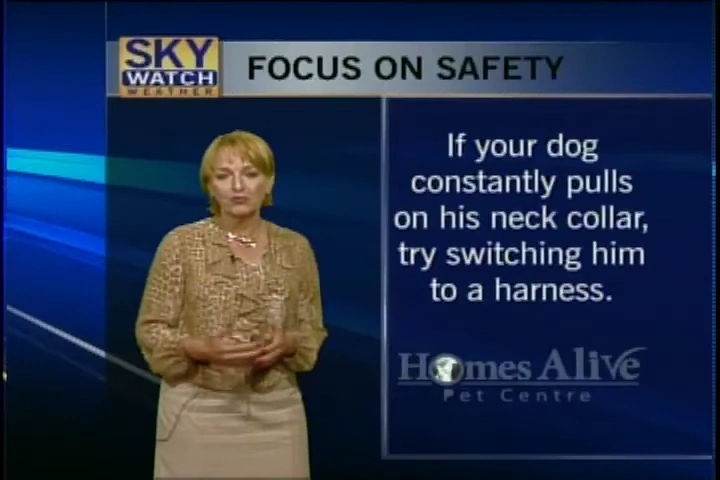 SKY
WATCH
WEATHER
FOCUS ON SAFETY
If your dog
constantly pulls
on his neck collar,
try switching him
to a harness.
Homes Alive
Pet Centre